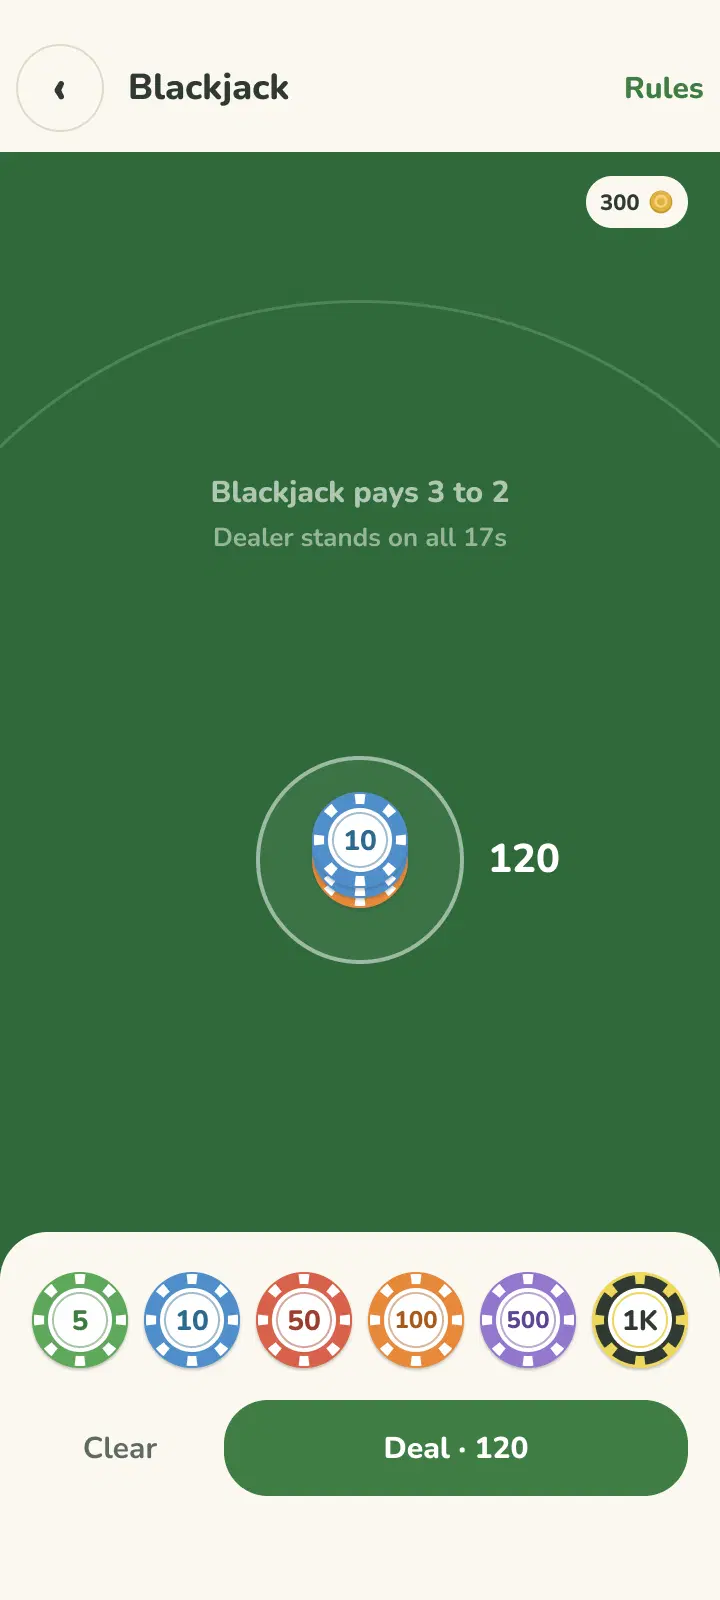 ‹ Blackjack Rules
300
Blackjack pays 3 to 2
Dealer stands on all 17s
10
120
5 10 50 100 500 1K
Clear Deal · 120